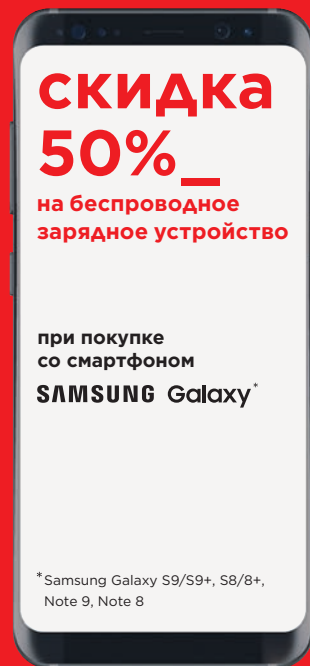 скидка
50%_
на беспроводное
зарядное устройство
при покупке
со смартфоном
SAMSUNG Galaxy*
*Samsung Galaxy S9/S9+, S8/8+,
Note 9, Note 8